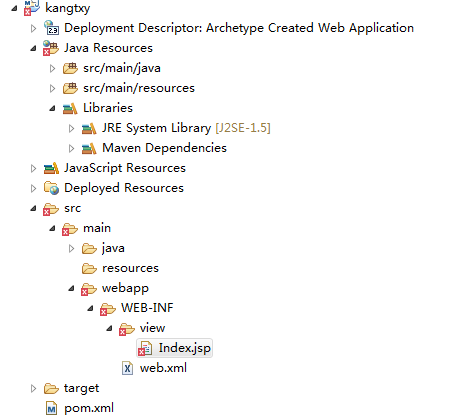 kangtxy
2.3 Deployment Descriptor: Archetype Created Web Application
Java Resources
src/main/java
src/main/resources
Libraries
JRE System Library [J2SE-1.5]
Maven Dependencies
JavaScript Resources
Deployed Resources
src
main
java
resources
webapp
WEB-INF
view
Index.jsp
web.xml
target
pom.xml